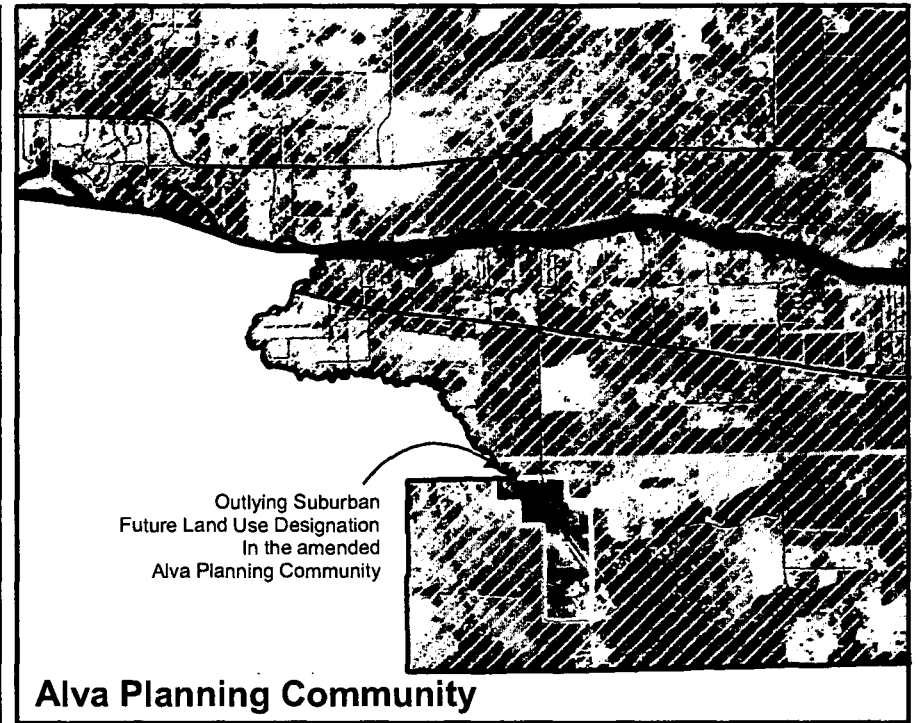 Outlying Suburban
Future Land Use Designation
In the amended
Alva Planning Community
Alva Planning Community